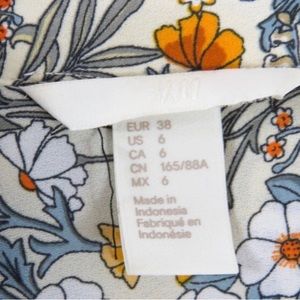 EUR 38
US 6
CA 6
CN 165/88A
MX 6
Made in
Indonesia
Fabriqué en
Indonésie